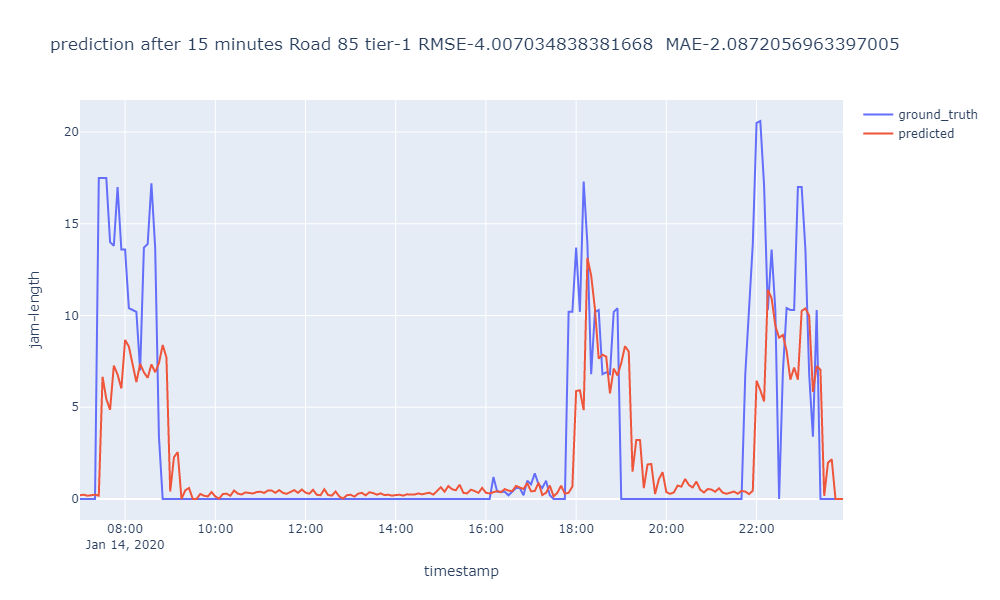 prediction after 15 minutes Road 85 tier-1 RMSE-4.007034838381668 MAE-2.0872056963397005
ground_truth
predicted
20
15
10
5
0
jam-length
08:00
10:00
12:00
14:00
16:00
18:00
20:00
22:00
Jan 14, 2020
timestamp